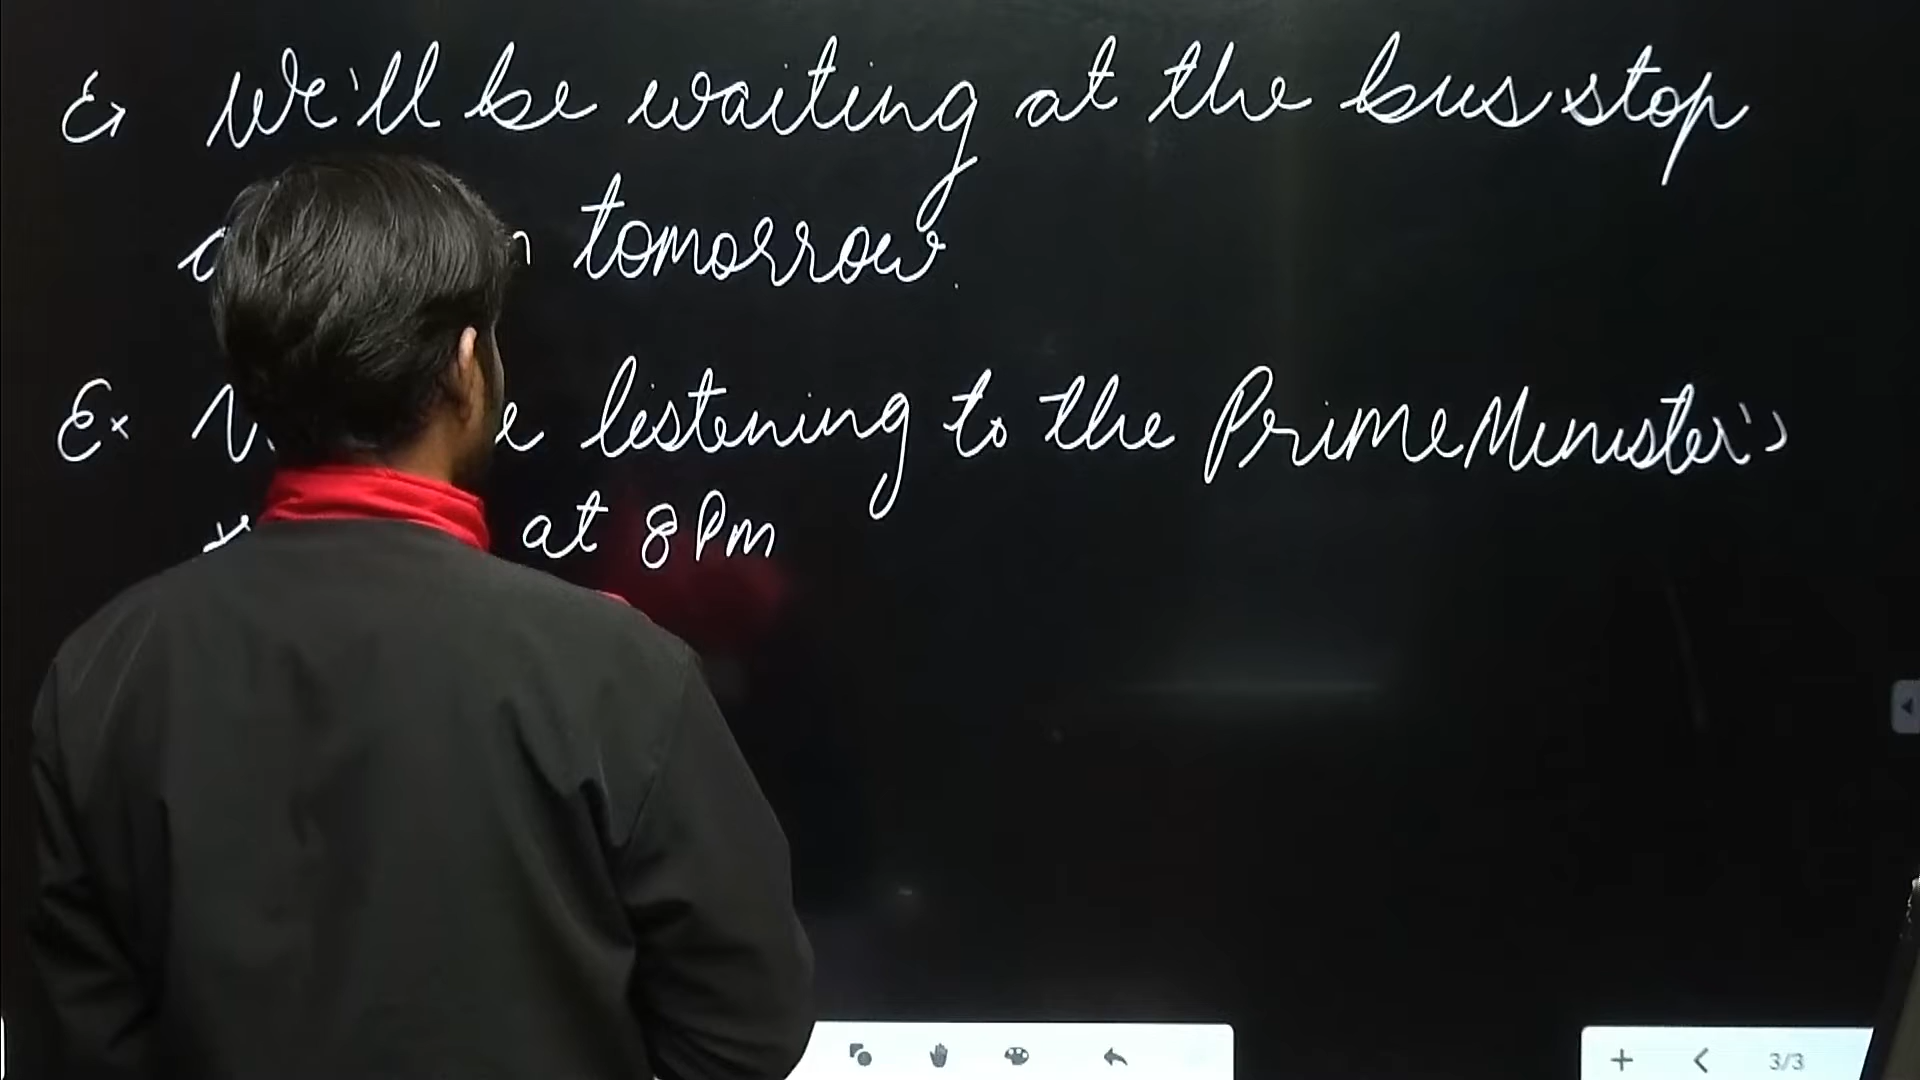 Ex We'll be waiting at the bus stop
tomorrow.
Ex listening to the Prime Minister's
at 8 Pm
3/3